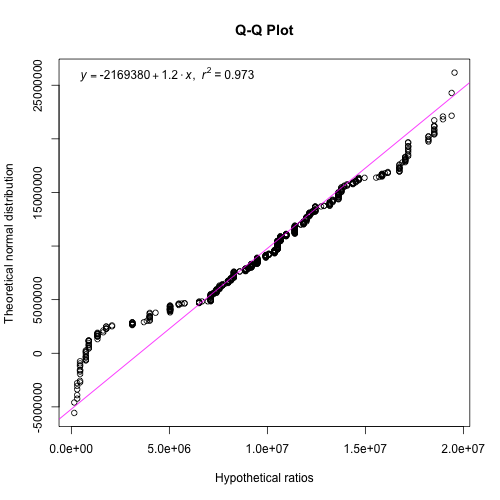 Q-Q Plot
y = -2169380 + 1.2 · x, r² = 0.973
Theoretical normal distribution
25000000
15000000
5000000
0
-5000000
0.0e+00 5.0e+06 1.0e+07 1.5e+07 2.0e+07
Hypothetical ratios